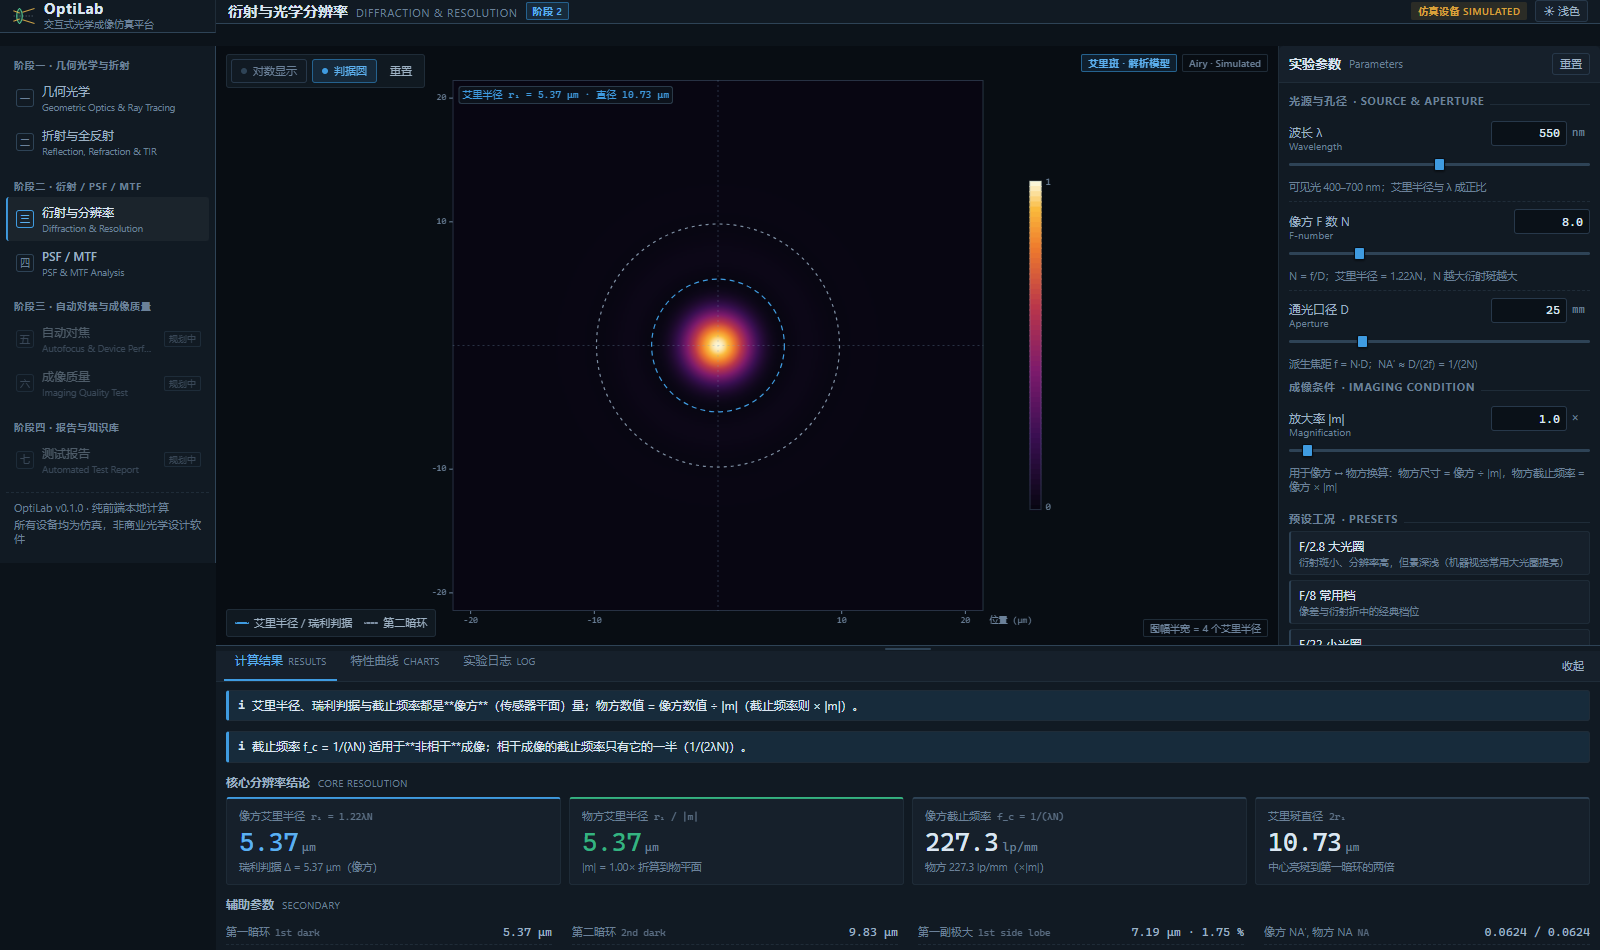 OptiLab
交互式光学成像仿真平台
衍射与光学分辨率 DIFFRACTION & RESOLUTION 阶段 2
仿真设备 SIMULATED
☀ 浅色
阶段一 · 几何光学与折射
一 几何光学
Geometric Optics & Ray Tracing
二 折射与全反射
Reflection, Refraction & TIR
阶段二 · 衍射 / PSF / MTF
三 衍射与分辨率
Diffraction & Resolution
四 PSF / MTF
PSF & MTF Analysis
阶段三 · 自动对焦与成像质量
五 自动对焦 规划中
Autofocus & Device Perf...
六 成像质量 规划中
Imaging Quality Test
阶段四 · 报告与知识库
七 测试报告 规划中
Automated Test Report
OptiLab v0.1.0 · 纯前端本地计算
所有设备均为仿真，非商业光学设计软
件
对数显示 判据圆 重置
艾里斑 · 解析模型 Airy · Simulated
艾里半径 r₁ = 5.37 μm · 直径 10.73 μm
20
10
-10
-20
-20 -10 10 20 位置 (μm)
1
0
艾里半径 / 瑞利判据 第二暗环
图幅半宽 = 4 个艾里半径
实验参数 Parameters 重置
光源与孔径 · SOURCE & APERTURE
波长 λ 550 nm
Wavelength
可见光 400–700 nm；艾里半径与 λ 成正比
像方 F 数 N 8.0
F-number
N = f/D；艾里半径 = 1.22λN，N 越大衍射斑越大
通光口径 D 25 mm
Aperture
派生焦距 f = N·D；NA′ ≈ D/(2f) = 1/(2N)
成像条件 · IMAGING CONDITION
放大率 |m| 1.0 ×
Magnification
用于像方 ↔ 物方换算：物方尺寸 = 像方 ÷ |m|，物方截止频率 =
像方 × |m|
预设工况 · PRESETS
F/2.8 大光圈
衍射斑小、分辨率高，但景深浅（机器视觉常用大光圈提亮）
F/8 常用档
像差与衍射折中的经典档位
F/22 小光圈
计算结果 RESULTS 特性曲线 CHARTS 实验日志 LOG 收起
i 艾里半径、瑞利判据与截止频率都是**像方**（传感器平面）量；物方数值 = 像方数值 ÷ |m|（截止频率则 × |m|）。
i 截止频率 f_c = 1/(λN) 适用于**非相干**成像；相干成像的截止频率只有它的一半（1/(2λN)）。
核心分辨率结论 CORE RESOLUTION
像方艾里半径 r₁ = 1.22λN
5.37 μm
瑞利判据 Δ = 5.37 μm（像方）
物方艾里半径 r₁ / |m|
5.37 μm
|m| = 1.00× 折算到物平面
像方截止频率 f_c = 1/(λN)
227.3 lp/mm
物方 227.3 lp/mm（×|m|）
艾里斑直径 2r₁
10.73 μm
中心亮斑到第一暗环的两倍
辅助参数 SECONDARY
第一暗环 1st dark 5.37 μm
第二暗环 2nd dark 9.83 μm
第一副极大 1st side lobe 7.19 μm · 1.75 %
像方 NA′, 物方 NA NA 0.0624 / 0.0624